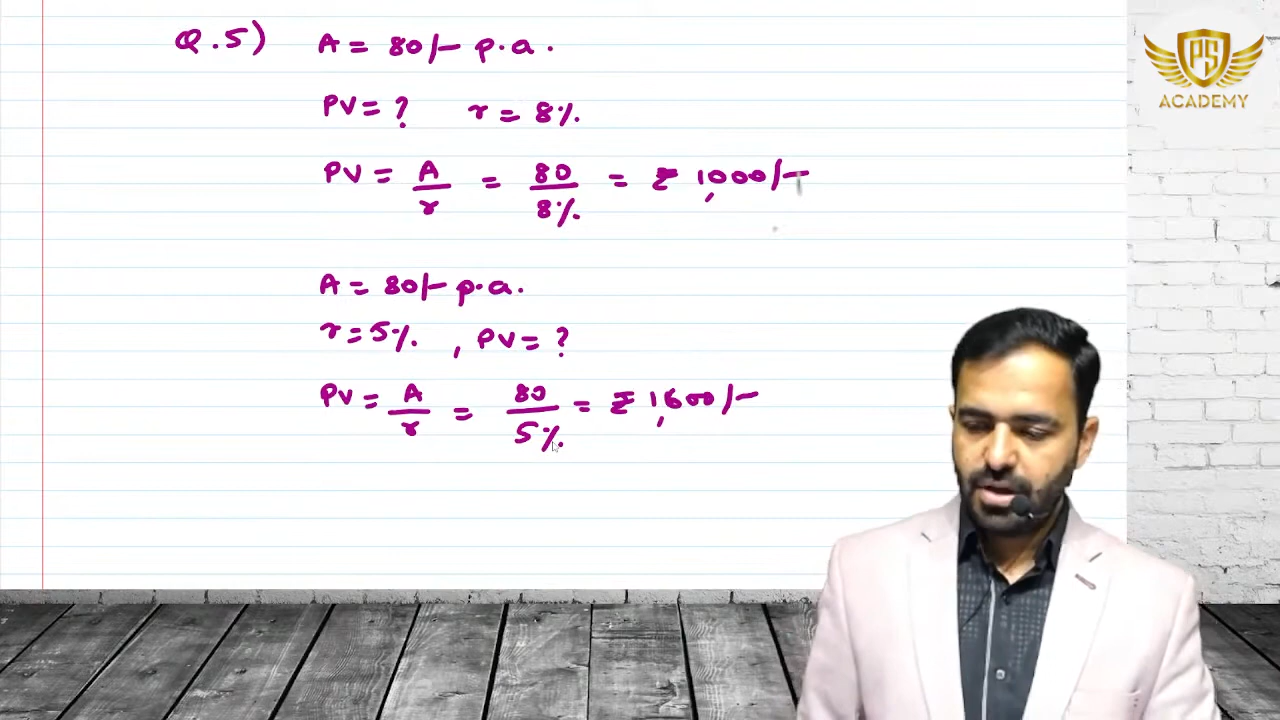 Q.5) A = 80/- p.a.
PV = ? r = 8%
PV = A/r = 80/8% = ₹ 1,000/-
A = 80/- p.a.
r = 5%, PV = ?
PV = A/r = 80/5% = ₹ 1,600/-
PS
ACADEMY